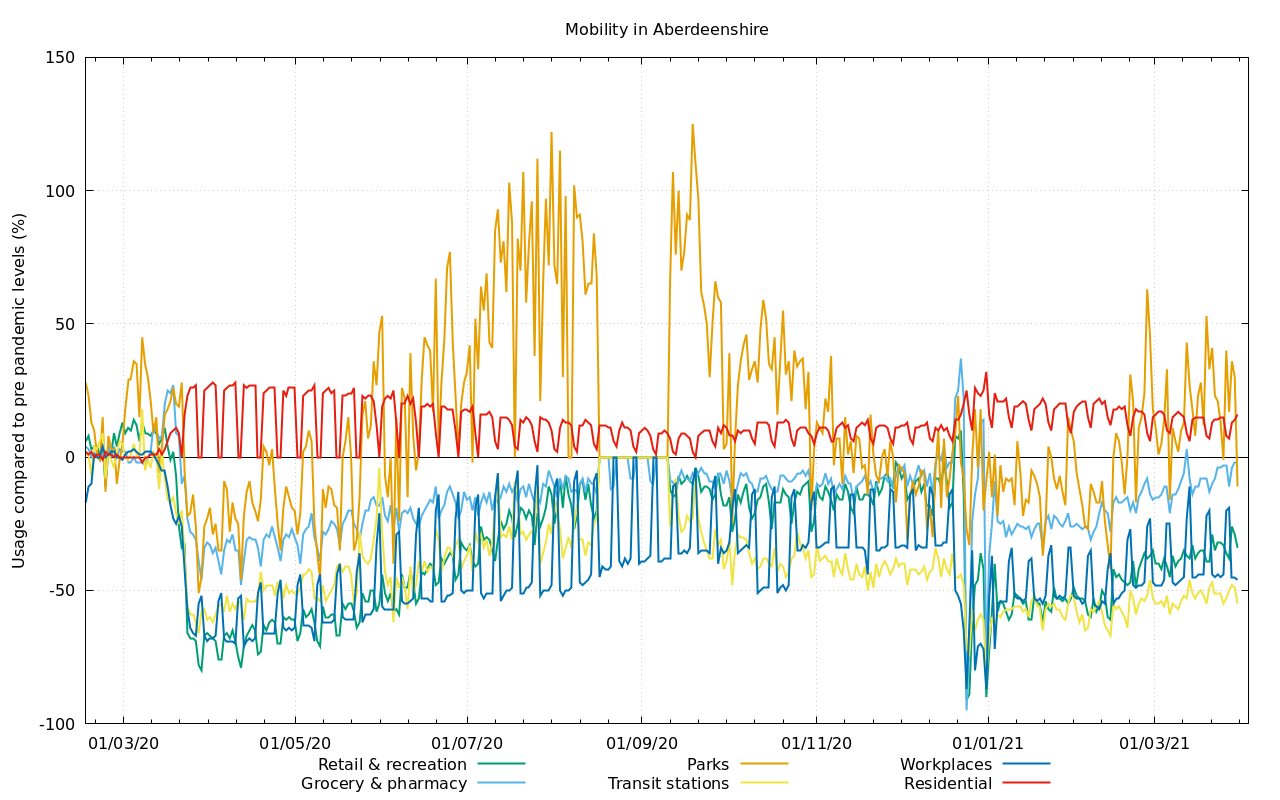 Mobility in Aberdeenshire
Usage compared to pre pandemic levels (%)
150
100
50
0
-50
-100
01/03/20 01/05/20 01/07/20 01/09/20 01/11/20 01/01/21 01/03/21
Retail & recreation Parks Workplaces
Grocery & pharmacy Transit stations Residential